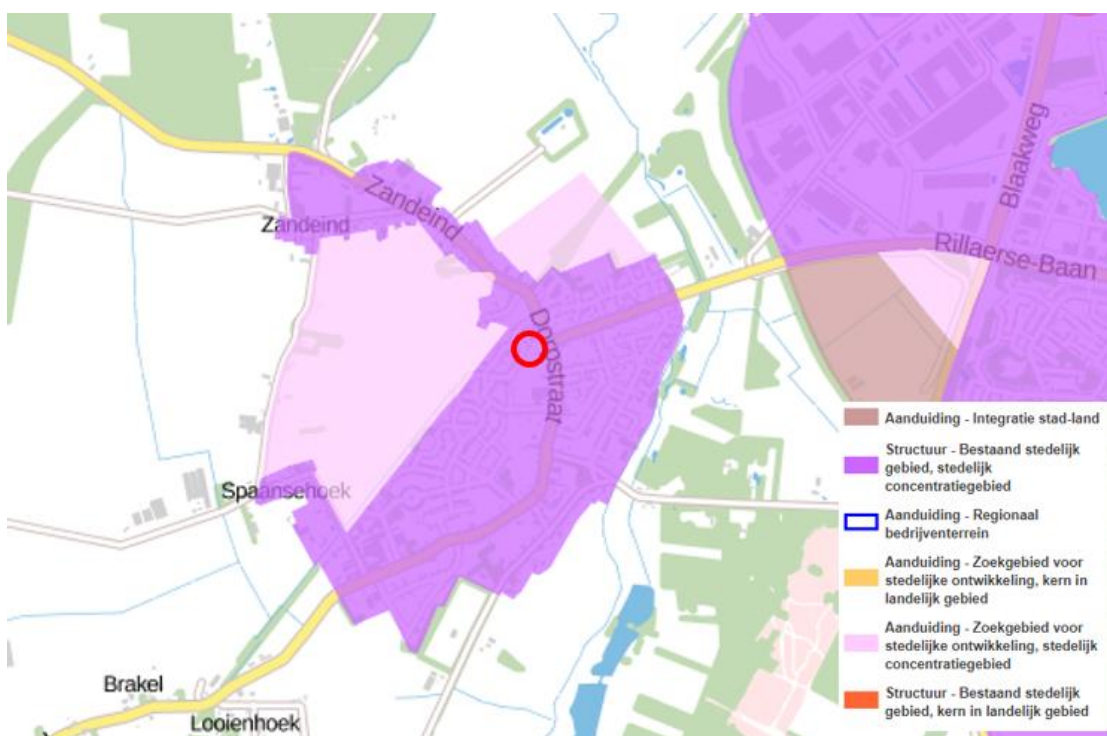 Zandeind
Zandeind
Blaakweg
Rillaerse-Baan
Dorpstraat
Spaansehoek
Brakel
Looienhoek
Aanduiding - Integratie stad-land
Structuur - Bestaand stedelijk
gebied, stedelijk
concentratiegebied
Aanduiding - Regionaal
bedrijventerrein
Aanduiding - Zoekgebied voor
stedelijke ontwikkeling, kern in
landelijk gebied
Aanduiding - Zoekgebied voor
stedelijke ontwikkeling, stedelijk
concentratiegebied
Structuur - Bestaand stedelijk
gebied, kern in landelijk gebied